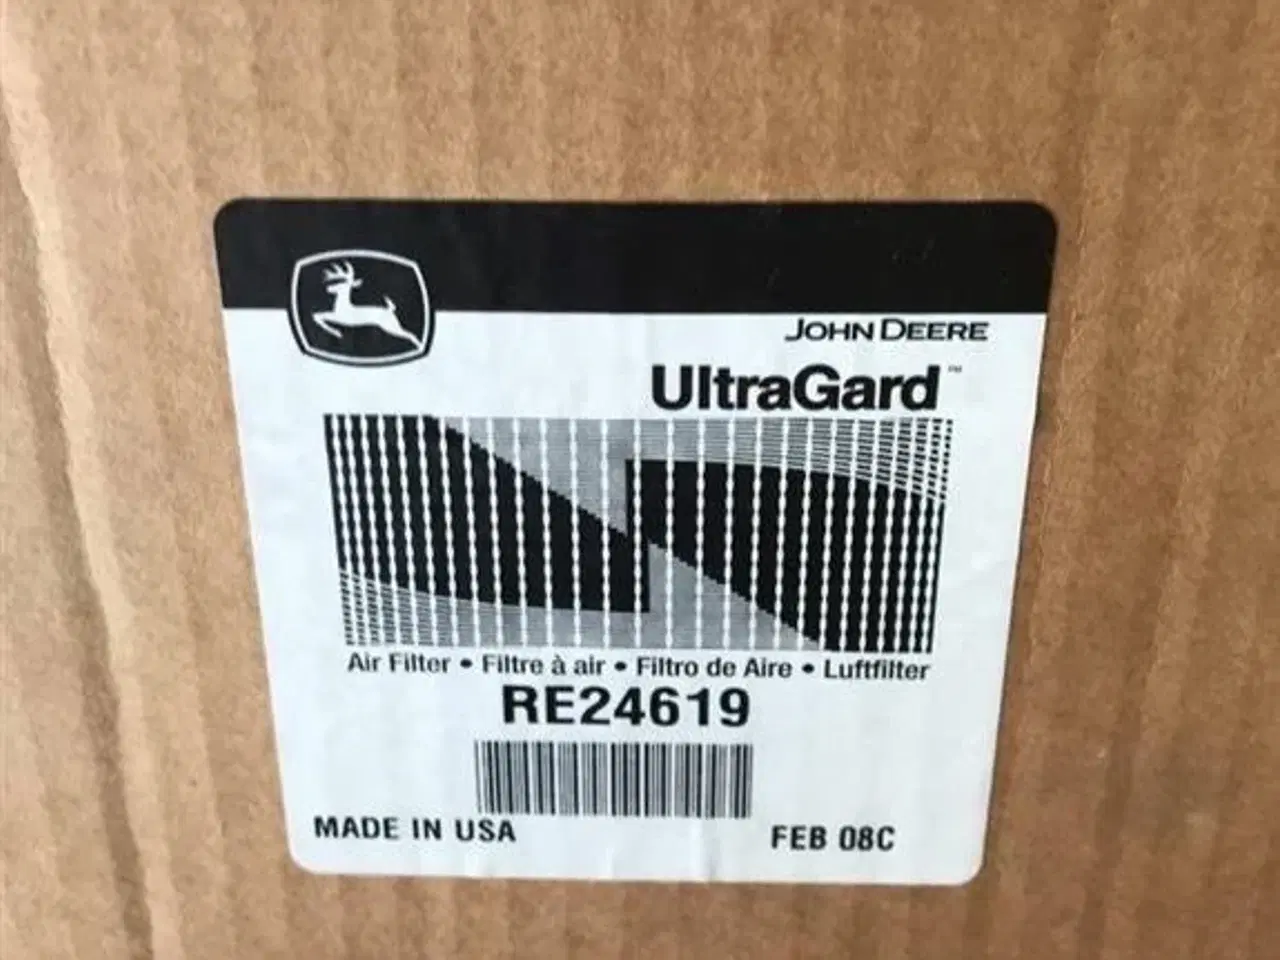 JOHN DEERE
UltraGard™
Air Filter • Filtre à air • Filtro de Aire • Luftfilter
RE24619
MADE IN USA
FEB 08C